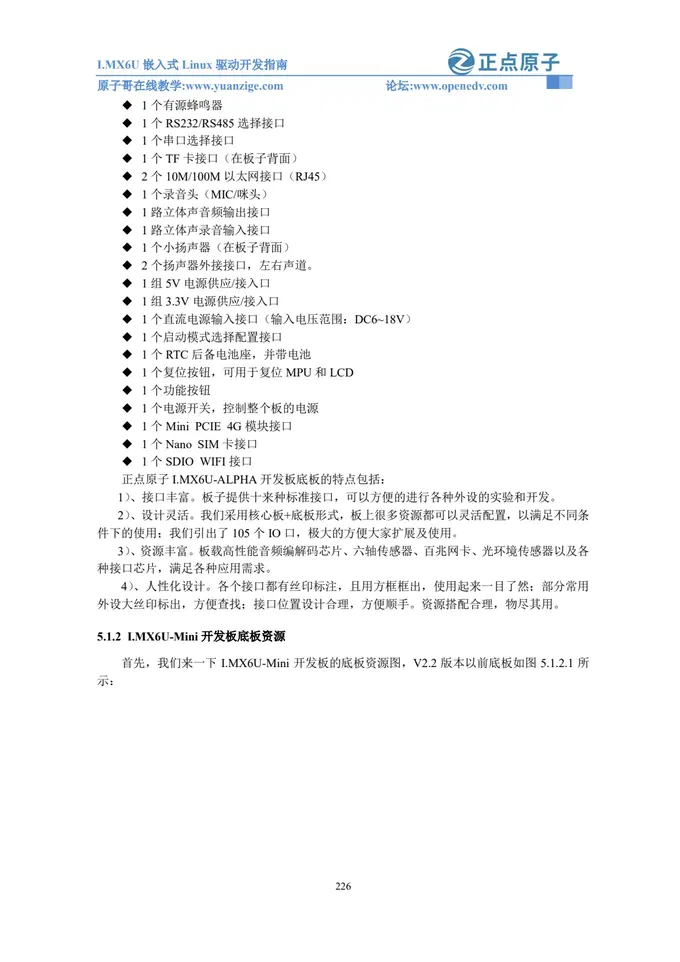 I.MX6U 嵌入式 Linux 驱动开发指南
正点原子
原子哥在线教学:www.yuanzige.com 论坛:www.openedv.com
◆ 1 个有源蜂鸣器
◆ 1 个 RS232/RS485 选择接口
◆ 1 个串口选择接口
◆ 1 个 TF 卡接口（在板子背面）
◆ 2 个 10M/100M 以太网接口（RJ45）
◆ 1 个录音头（MIC/咪头）
◆ 1 路立体声音频输出接口
◆ 1 路立体声录音输入接口
◆ 1 个小扬声器（在板子背面）
◆ 2 个扬声器外接接口，左右声道。
◆ 1 组 5V 电源供应/接入口
◆ 1 组 3.3V 电源供应/接入口
◆ 1 个直流电源输入接口（输入电压范围：DC6~18V）
◆ 1 个启动模式选择配置接口
◆ 1 个 RTC 后备电池座，并带电池
◆ 1 个复位按钮，可用于复位 MPU 和 LCD
◆ 1 个功能按钮
◆ 1 个电源开关，控制整个板的电源
◆ 1 个 Mini PCIE 4G 模块接口
◆ 1 个 Nano SIM 卡接口
◆ 1 个 SDIO WIFI 接口
正点原子 I.MX6U-ALPHA 开发板底板的特点包括：
1）、接口丰富。板子提供十来种标准接口，可以方便的进行各种外设的实验和开发。
2）、设计灵活。我们采用核心板+底板形式，板上很多资源都可以灵活配置，以满足不同条
件下的使用；我们引出了 105 个 IO 口，极大的方便大家扩展及使用。
3）、资源丰富。板载高性能音频编解码芯片、六轴传感器、百兆网卡、光环境传感器以及各
种接口芯片，满足各种应用需求。
4）、人性化设计。各个接口都有丝印标注，且用方框框出，使用起来一目了然；部分常用
外设大丝印标出，方便查找；接口位置设计合理，方便顺手。资源搭配合理，物尽其用。
5.1.2 I.MX6U-Mini 开发板底板资源
首先，我们来一下 I.MX6U-Mini 开发板的底板资源图，V2.2 版本以前底板如图 5.1.2.1 所
示：
226